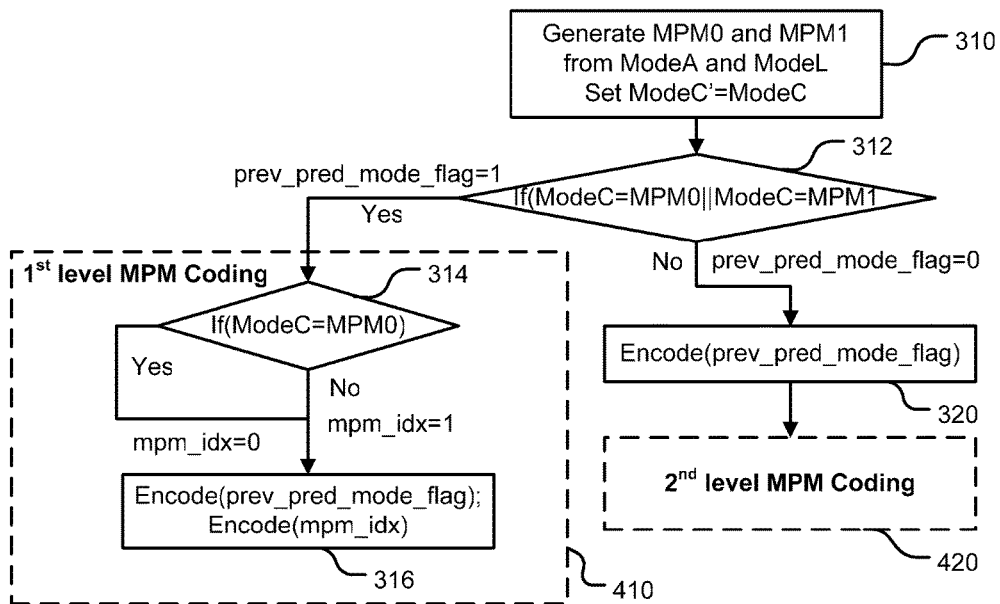 Generate MPM0 and MPM1
from ModeA and ModeL
Set ModeC'=ModeC
310
312
prev_pred_mode_flag=1
If(ModeC=MPM0||ModeC=MPM1
Yes
No
prev_pred_mode_flag=0
1st level MPM Coding
314
If(ModeC=MPM0)
Encode(prev_pred_mode_flag)
Yes
No
320
mpm_idx=0
mpm_idx=1
2nd level MPM Coding
Encode(prev_pred_mode_flag);
Encode(mpm_idx)
316
410
420